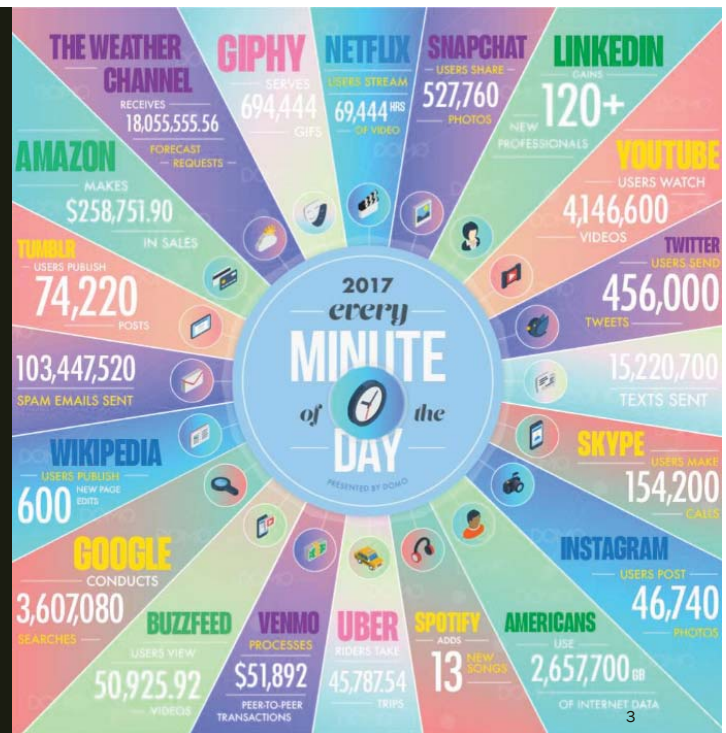 THE WEATHER
CHANNEL
RECEIVES
18,055,555.56
FORECAST
REQUESTS
GIPHY
SERVES
694,444
GIFS
NETFLIX
USERS STREAM
69,444 HRS
OF VIDEO
SNAPCHAT
USERS SHARE
527,760
PHOTOS
LINKEDIN
GAINS
120+
NEW
PROFESSIONALS
YOUTUBE
USERS WATCH
4,146,600
VIDEOS
TWITTER
USERS SEND
456,000
TWEETS
15,220,700
TEXTS SENT
SKYPE
USERS MAKE
154,200
CALLS
INSTAGRAM
USERS POST
46,740
PHOTOS
AMERICANS
USE
2,657,700 GB
OF INTERNET DATA
SPOTIFY
ADDS
13 NEW
SONGS
UBER
RIDERS TAKE
45,787.54
TRIPS
VENMO
PROCESSES
$51,892
PEER-TO-PEER
TRANSACTIONS
BUZZFEED
USERS VIEW
50,925.92
VIDEOS
GOOGLE
CONDUCTS
3,607,080
SEARCHES
WIKIPEDIA
USERS PUBLISH
600 NEW PAGE
EDITS
103,447,520
SPAM EMAILS SENT
TUMBLR
USERS PUBLISH
74,220
POSTS
AMAZON
MAKES
$258,751.90
IN SALES
2017
every
MINUTE
of the
DAY
PRESENTED BY DOMO
3